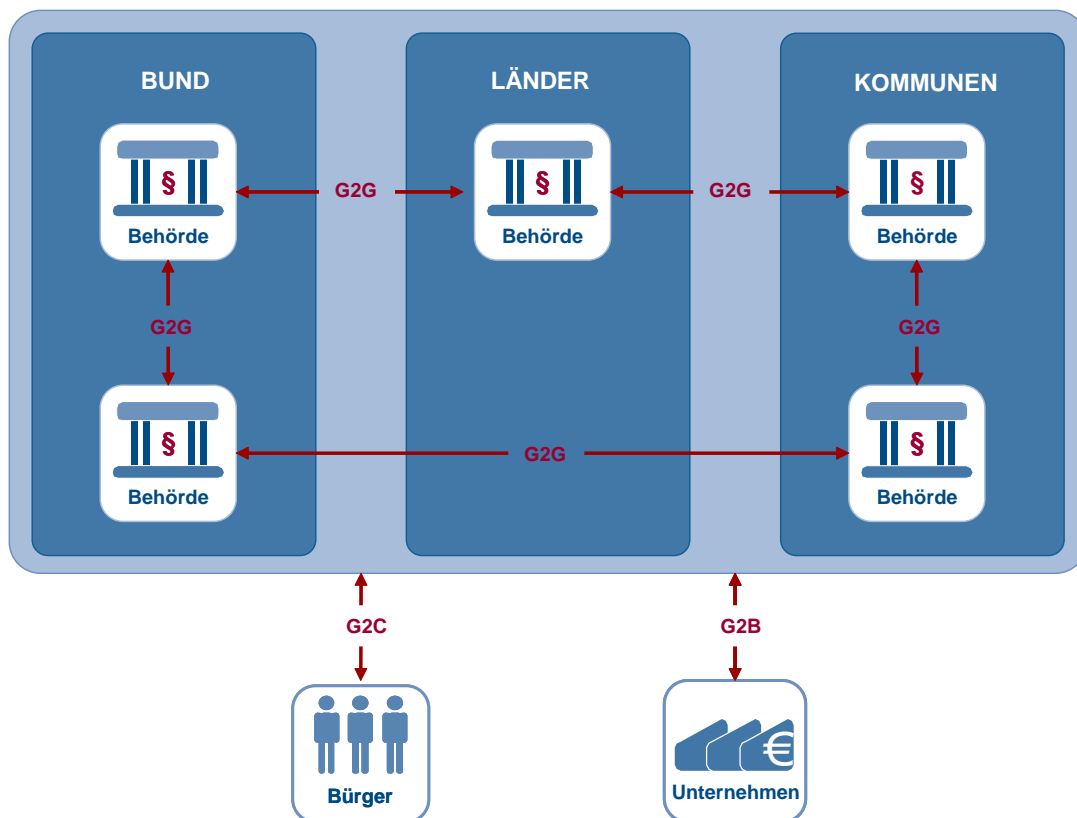 BUND
LÄNDER
KOMMUNEN
§
§
§
G2G
G2G
Behörde
Behörde
Behörde
G2G
G2G
§
§
G2G
Behörde
Behörde
G2C
G2B
€
Bürger
Unternehmen